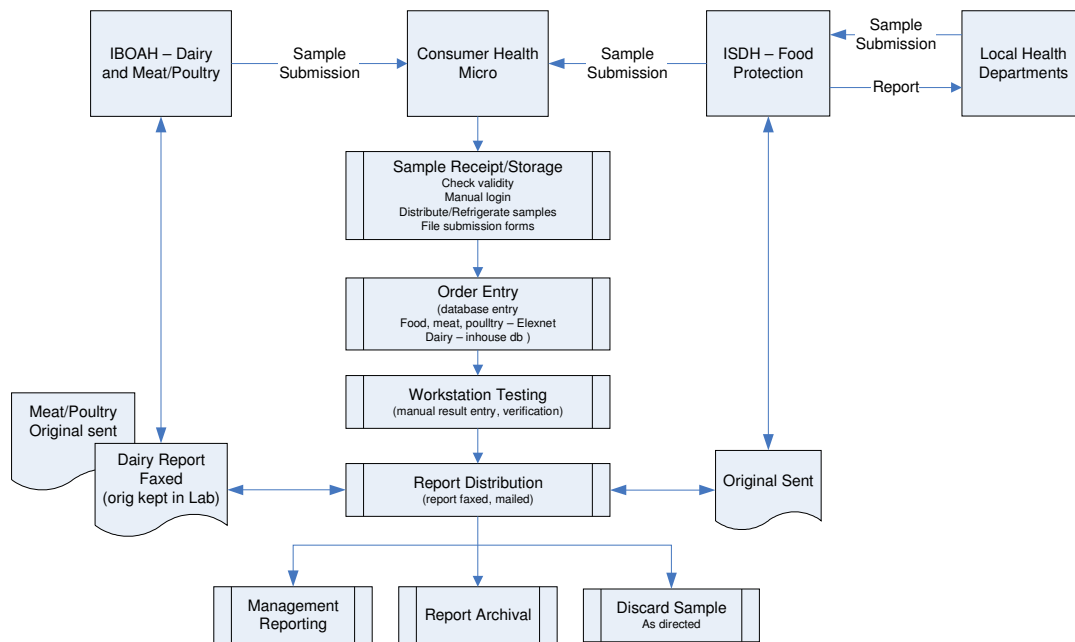 IBOAH – Dairy
and Meat/Poultry
Sample
Submission
Consumer Health
Micro
Sample
Submission
ISDH – Food
Protection
Sample
Submission
Report
Local Health
Departments
Sample Receipt/Storage
Check validity
Manual login
Distribute/Refrigerate samples
File submission forms
Order Entry
(database entry
Food, meat, poulltry – Elexnet
Dairy – inhouse db )
Workstation Testing
(manual result entry, verification)
Meat/Poultry
Original sent
Dairy Report
Faxed
(orig kept in Lab)
Report Distribution
(report faxed, mailed)
Original Sent
Management
Reporting
Report Archival
Discard Sample
As directed